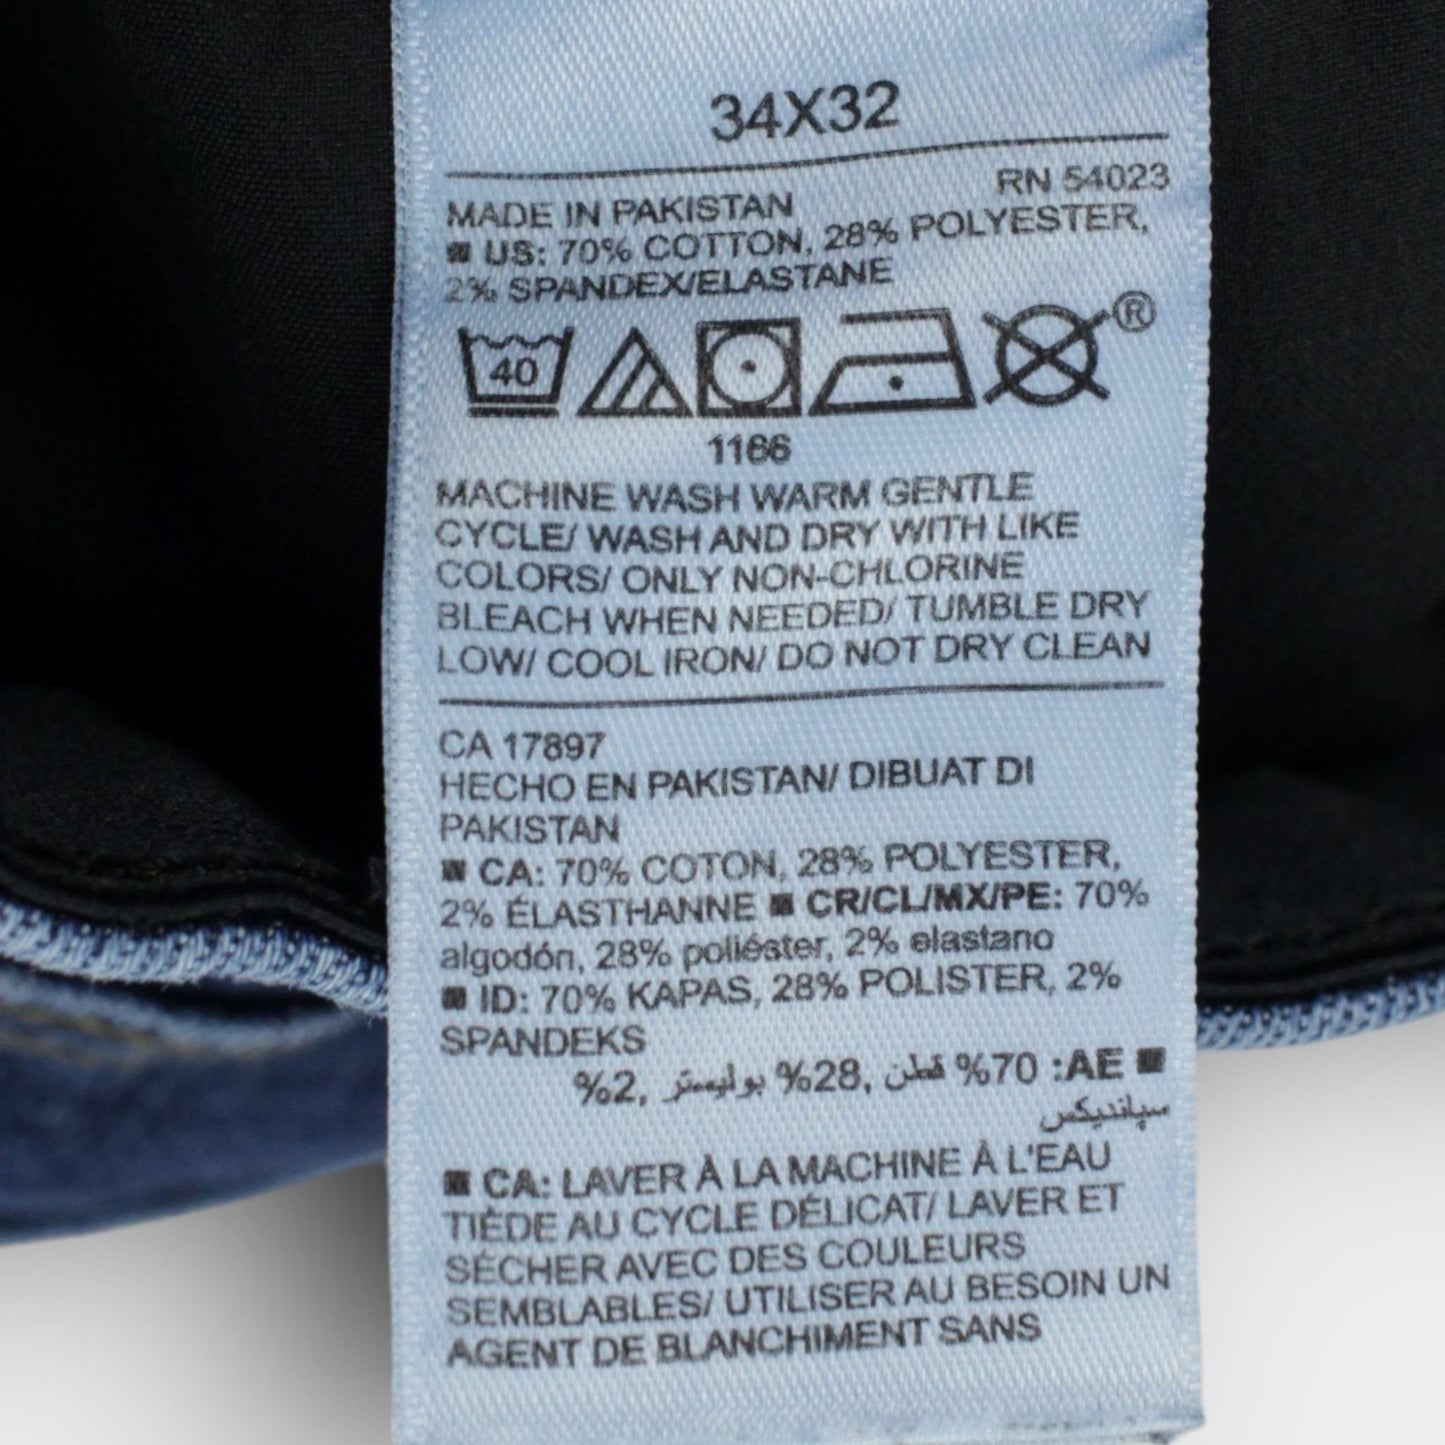 34X32
RN 54023
MADE IN PAKISTAN
US: 70% COTTON, 28% POLYESTER,
2% SPANDEX/ELASTANE
40
®
1166
MACHINE WASH WARM GENTLE
CYCLE/ WASH AND DRY WITH LIKE
COLORS/ ONLY NON-CHLORINE
BLEACH WHEN NEEDED/ TUMBLE DRY
LOW/ COOL IRON/ DO NOT DRY CLEAN
CA 17897
HECHO EN PAKISTAN/ DIBUAT DI
PAKISTAN
■ CA: 70% COTON, 28% POLYESTER,
2% ÉLASTHANNE ■ CR/CL/MX/PE: 70%
algodón, 28% poliéster, 2% elastano
■ ID: 70% KAPAS, 28% POLISTER, 2%
SPANDEKS
■ AE: 70% قطن, 28% بوليستر, 2%
سباندیکس
■ CA: LAVER À LA MACHINE À L'EAU
TIÈDE AU CYCLE DÉLICAT/ LAVER ET
SÉCHER AVEC DES COULEURS
SEMBLABLES/ UTILISER AU BESOIN UN
AGENT DE BLANCHIMENT SANS